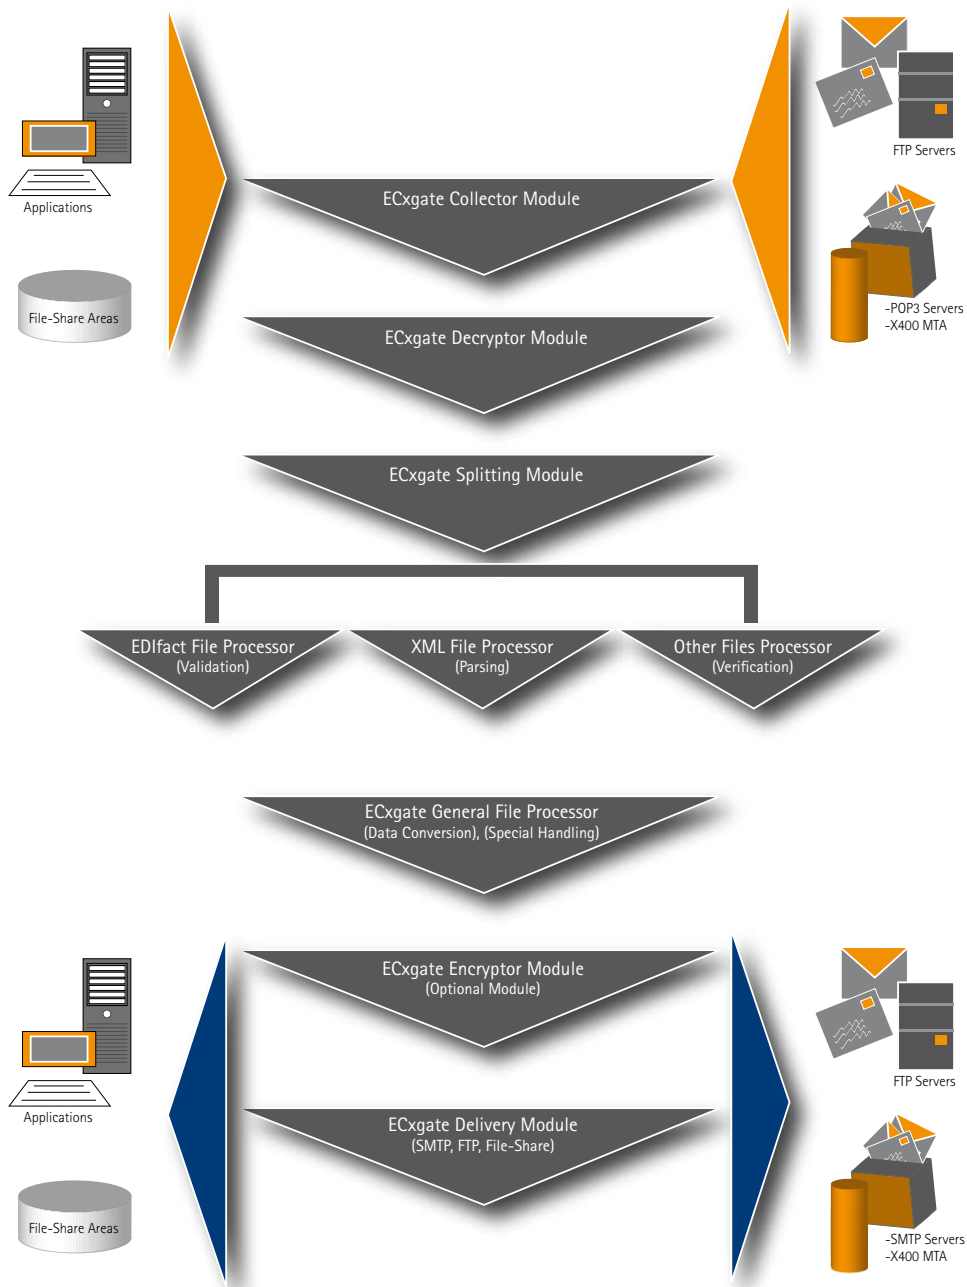 Applications
File-Share Areas
FTP Servers
-POP3 Servers
-X400 MTA
ECxgate Collector Module
ECxgate Decryptor Module
ECxgate Splitting Module
EDIfact File Processor
(Validation)
XML File Processor
(Parsing)
Other Files Processor
(Verification)
ECxgate General File Processor
(Data Conversion), (Special Handling)
ECxgate Encryptor Module
(Optional Module)
ECxgate Delivery Module
(SMTP, FTP, File-Share)
Applications
File-Share Areas
FTP Servers
-SMTP Servers
-X400 MTA